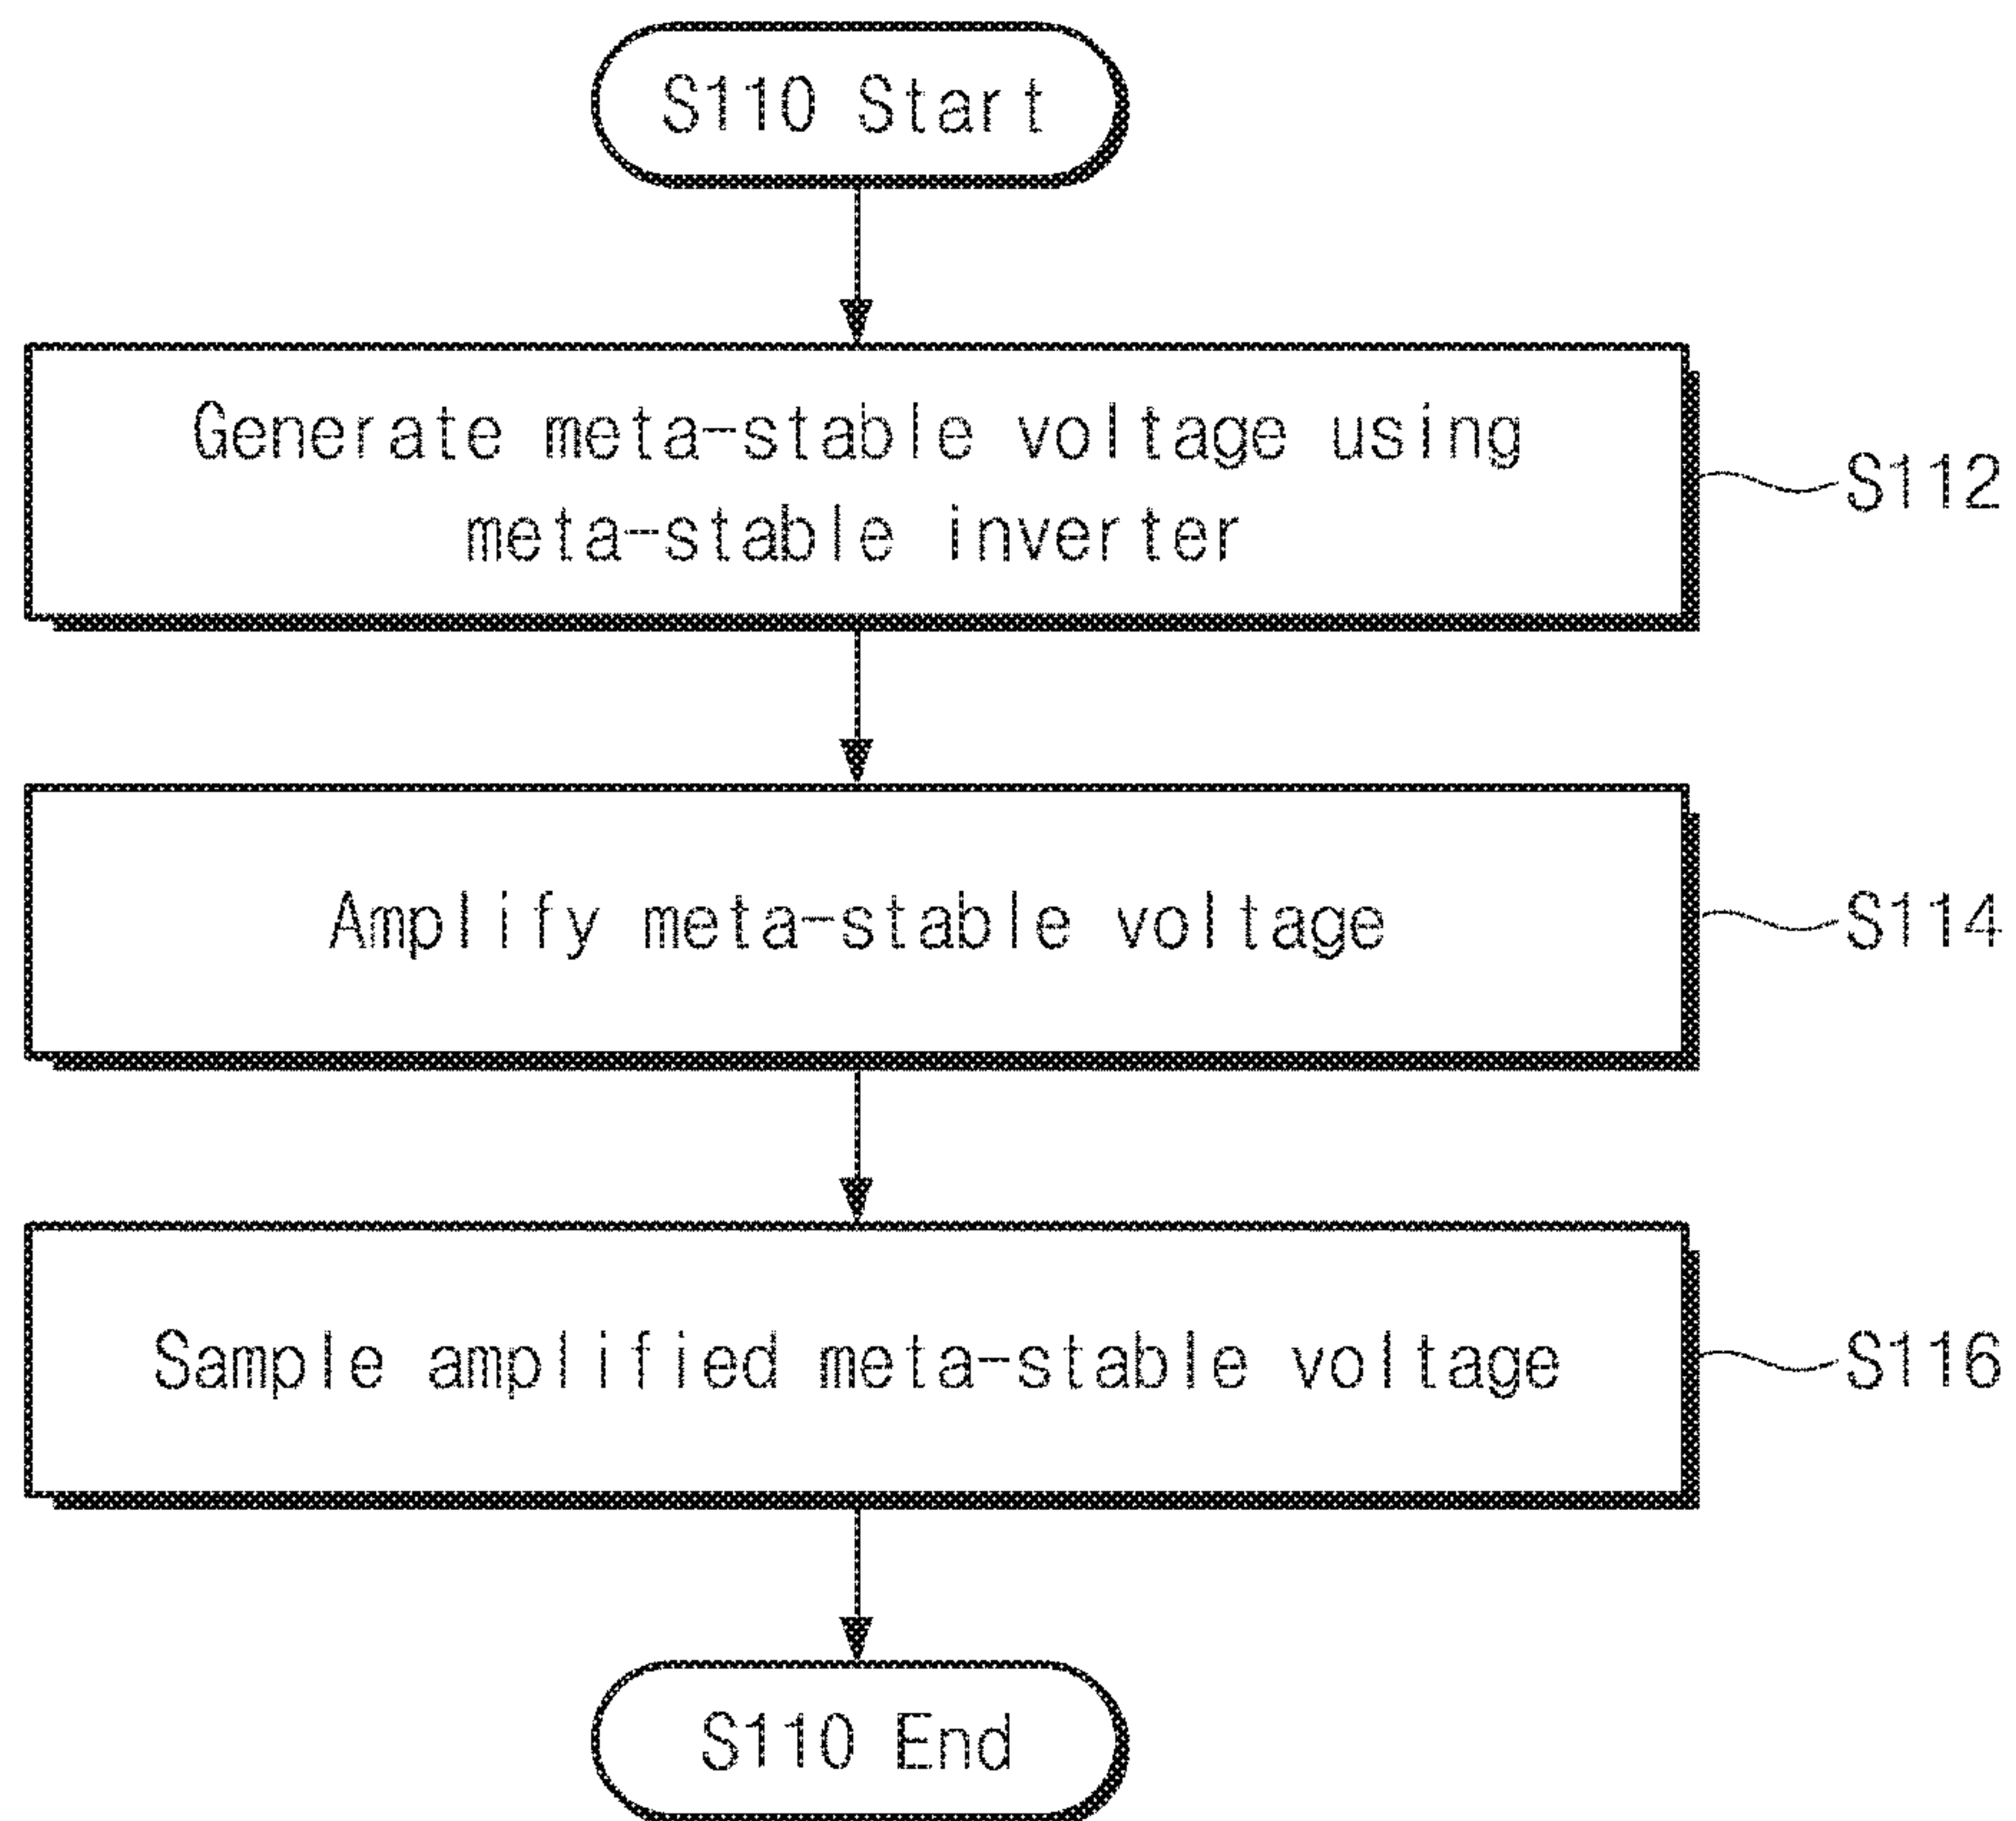 S110 Start
Generate meta-stable voltage using
meta-stable inverter
S112
Amplify meta-stable voltage
S114
Sample amplified meta-stable voltage
S116
S110 End